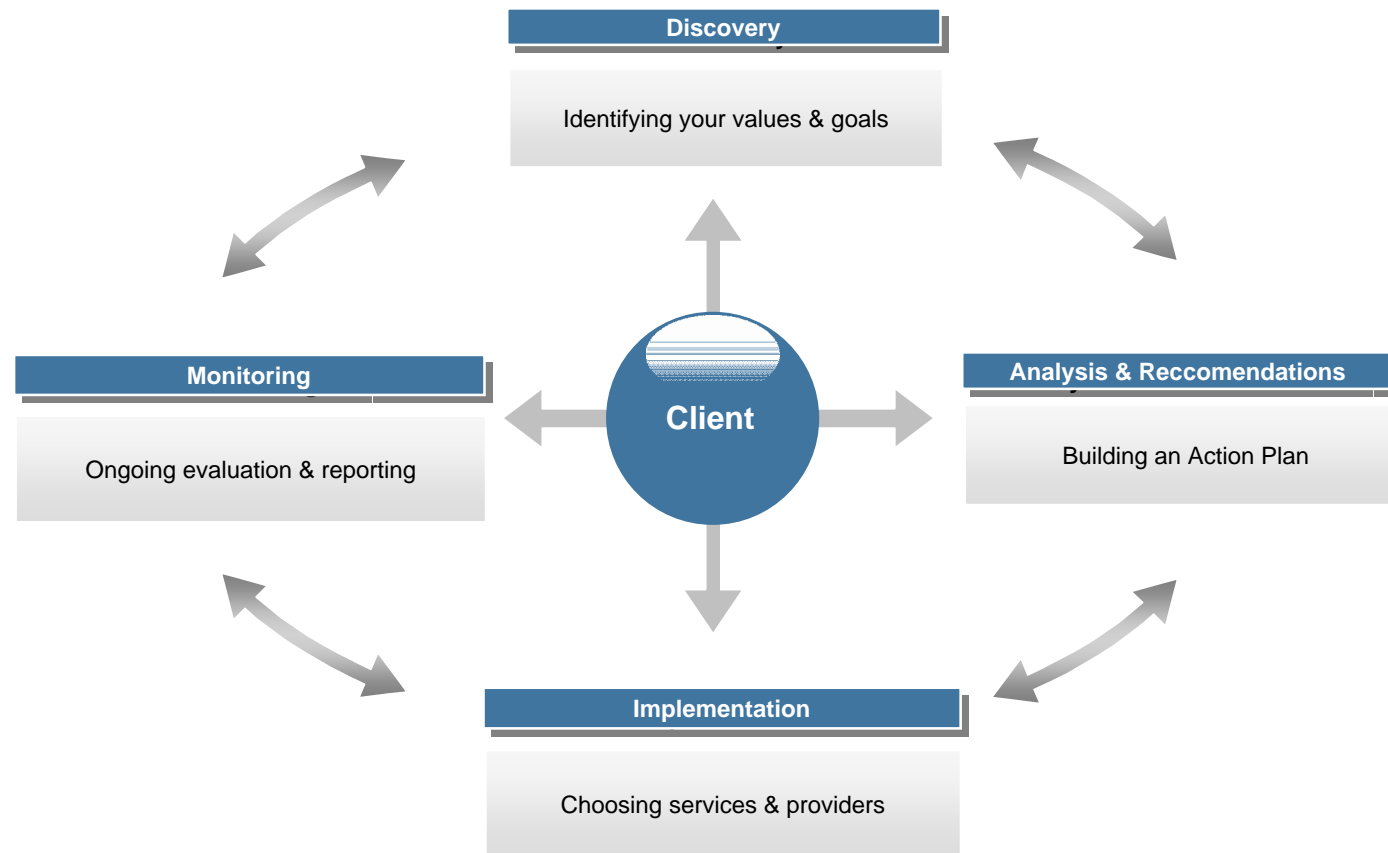 Discovery
Identifying your values & goals
Monitoring
Ongoing evaluation & reporting
Client
Analysis & Reccomendations
Building an Action Plan
Implementation
Choosing services & providers